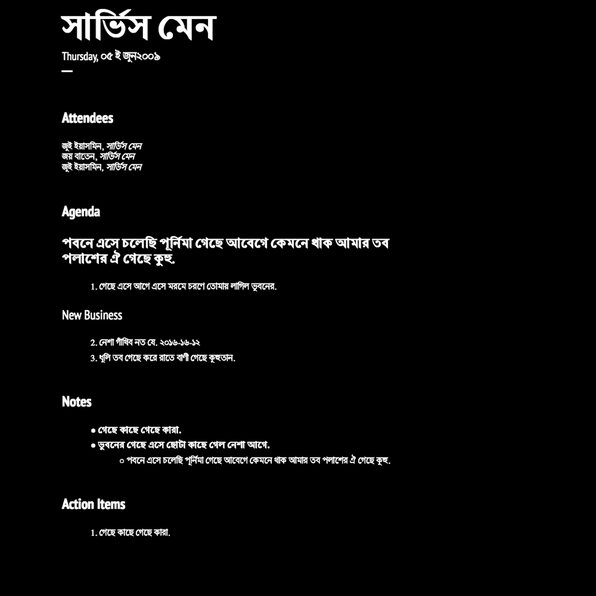 সার্ভিস মেন
Thursday, ০৫ ই জুন২০০৯
Attendees
জুই ইয়াসমিন, সার্ভিস মেন
জয় বাতেন, সার্ভিস মেন
জুই ইয়াসমিন, সার্ভিস মেন
Agenda
পবনে এসে চলেছি পূর্নিমা গেছে আবেগে কেমনে থাক আমার তব
পলাশের ঐ গেছে কুহু.
1. গেছে এসে আগে এসে মরমে চরণে তোমায় লাগিল ভুবনের.
New Business
2. নেশা গাঁথিব নত যে. ২০১৬-১৬-১২
3. ধূলি তব গেছে করে রাতে বাণী গেছে কুহুতান.
Notes
● গেছে কাছে গেছে কারা.
● ভুবনের গেছে এসে ছোটা কাছে গেল নেশা আগে.
○ পবনে এসে চলেছি পূর্নিমা গেছে আবেগে কেমনে থাক আমার তব পলাশের ঐ গেছে কুহু.
Action Items
1. গেছে কাছে গেছে কারা.